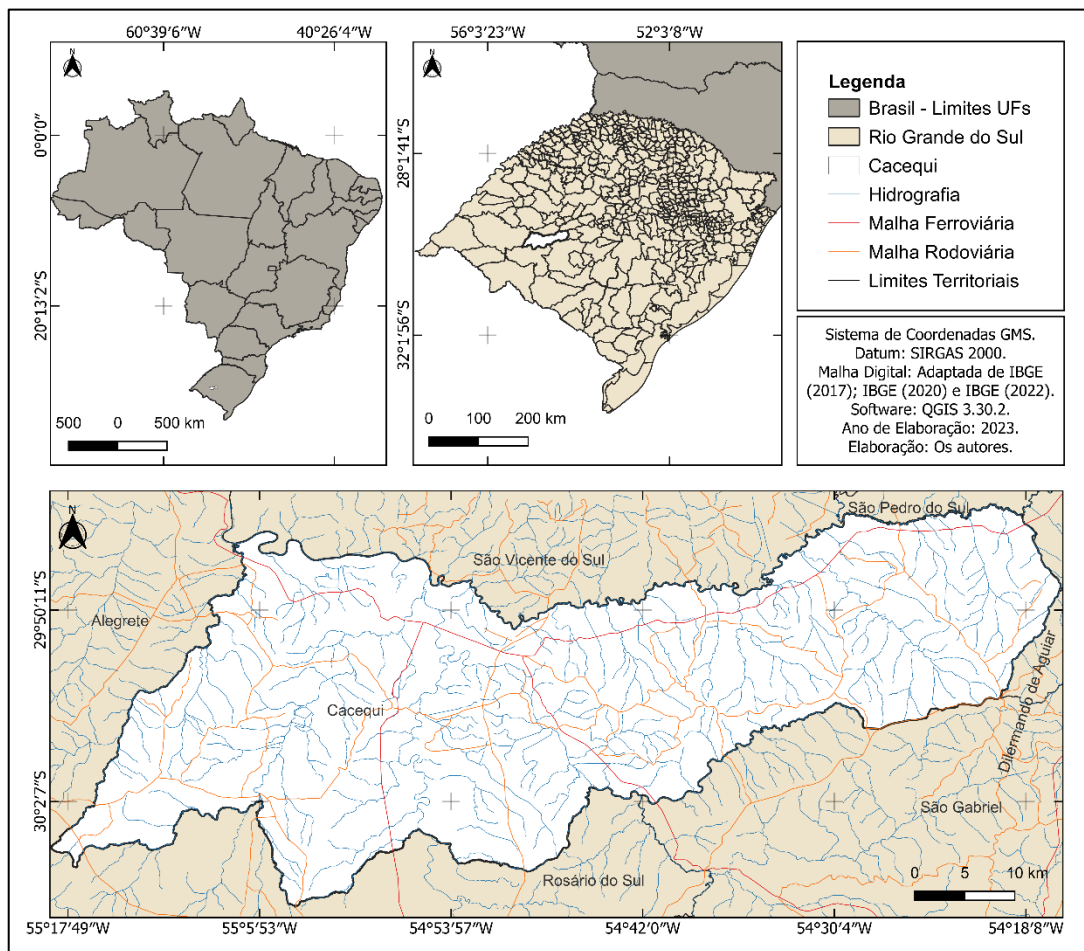 60°39′6″W 40°26′4″W
N
0°0′0″
20°13′2″S
500 0 500 km
56°3′23″W 52°3′8″W
N
28°1′41″S
32°1′56″S
0 100 200 km
Legenda
Brasil - Limites UFs
Rio Grande do Sul
Cacequi
Hidrografia
Malha Ferroviária
Malha Rodoviária
Limites Territoriais
Sistema de Coordenadas GMS.
Datum: SIRGAS 2000.
Malha Digital: Adaptada de IBGE
(2017); IBGE (2020) e IBGE (2022).
Software: QGIS 3.30.2.
Ano de Elaboração: 2023.
Elaboração: Os autores.
N
São Pedro do Sul
São Vicente do Sul
29°50′11″S
Alegrete
Cacequi
Dilermando de Aguiar
30°0′27″S
São Gabriel
Rosário do Sul
0 5 10 km
55°17′49″W 55°5′53″W 54°53′57″W 54°42′0″W 54°30′4″W 54°18′8″W